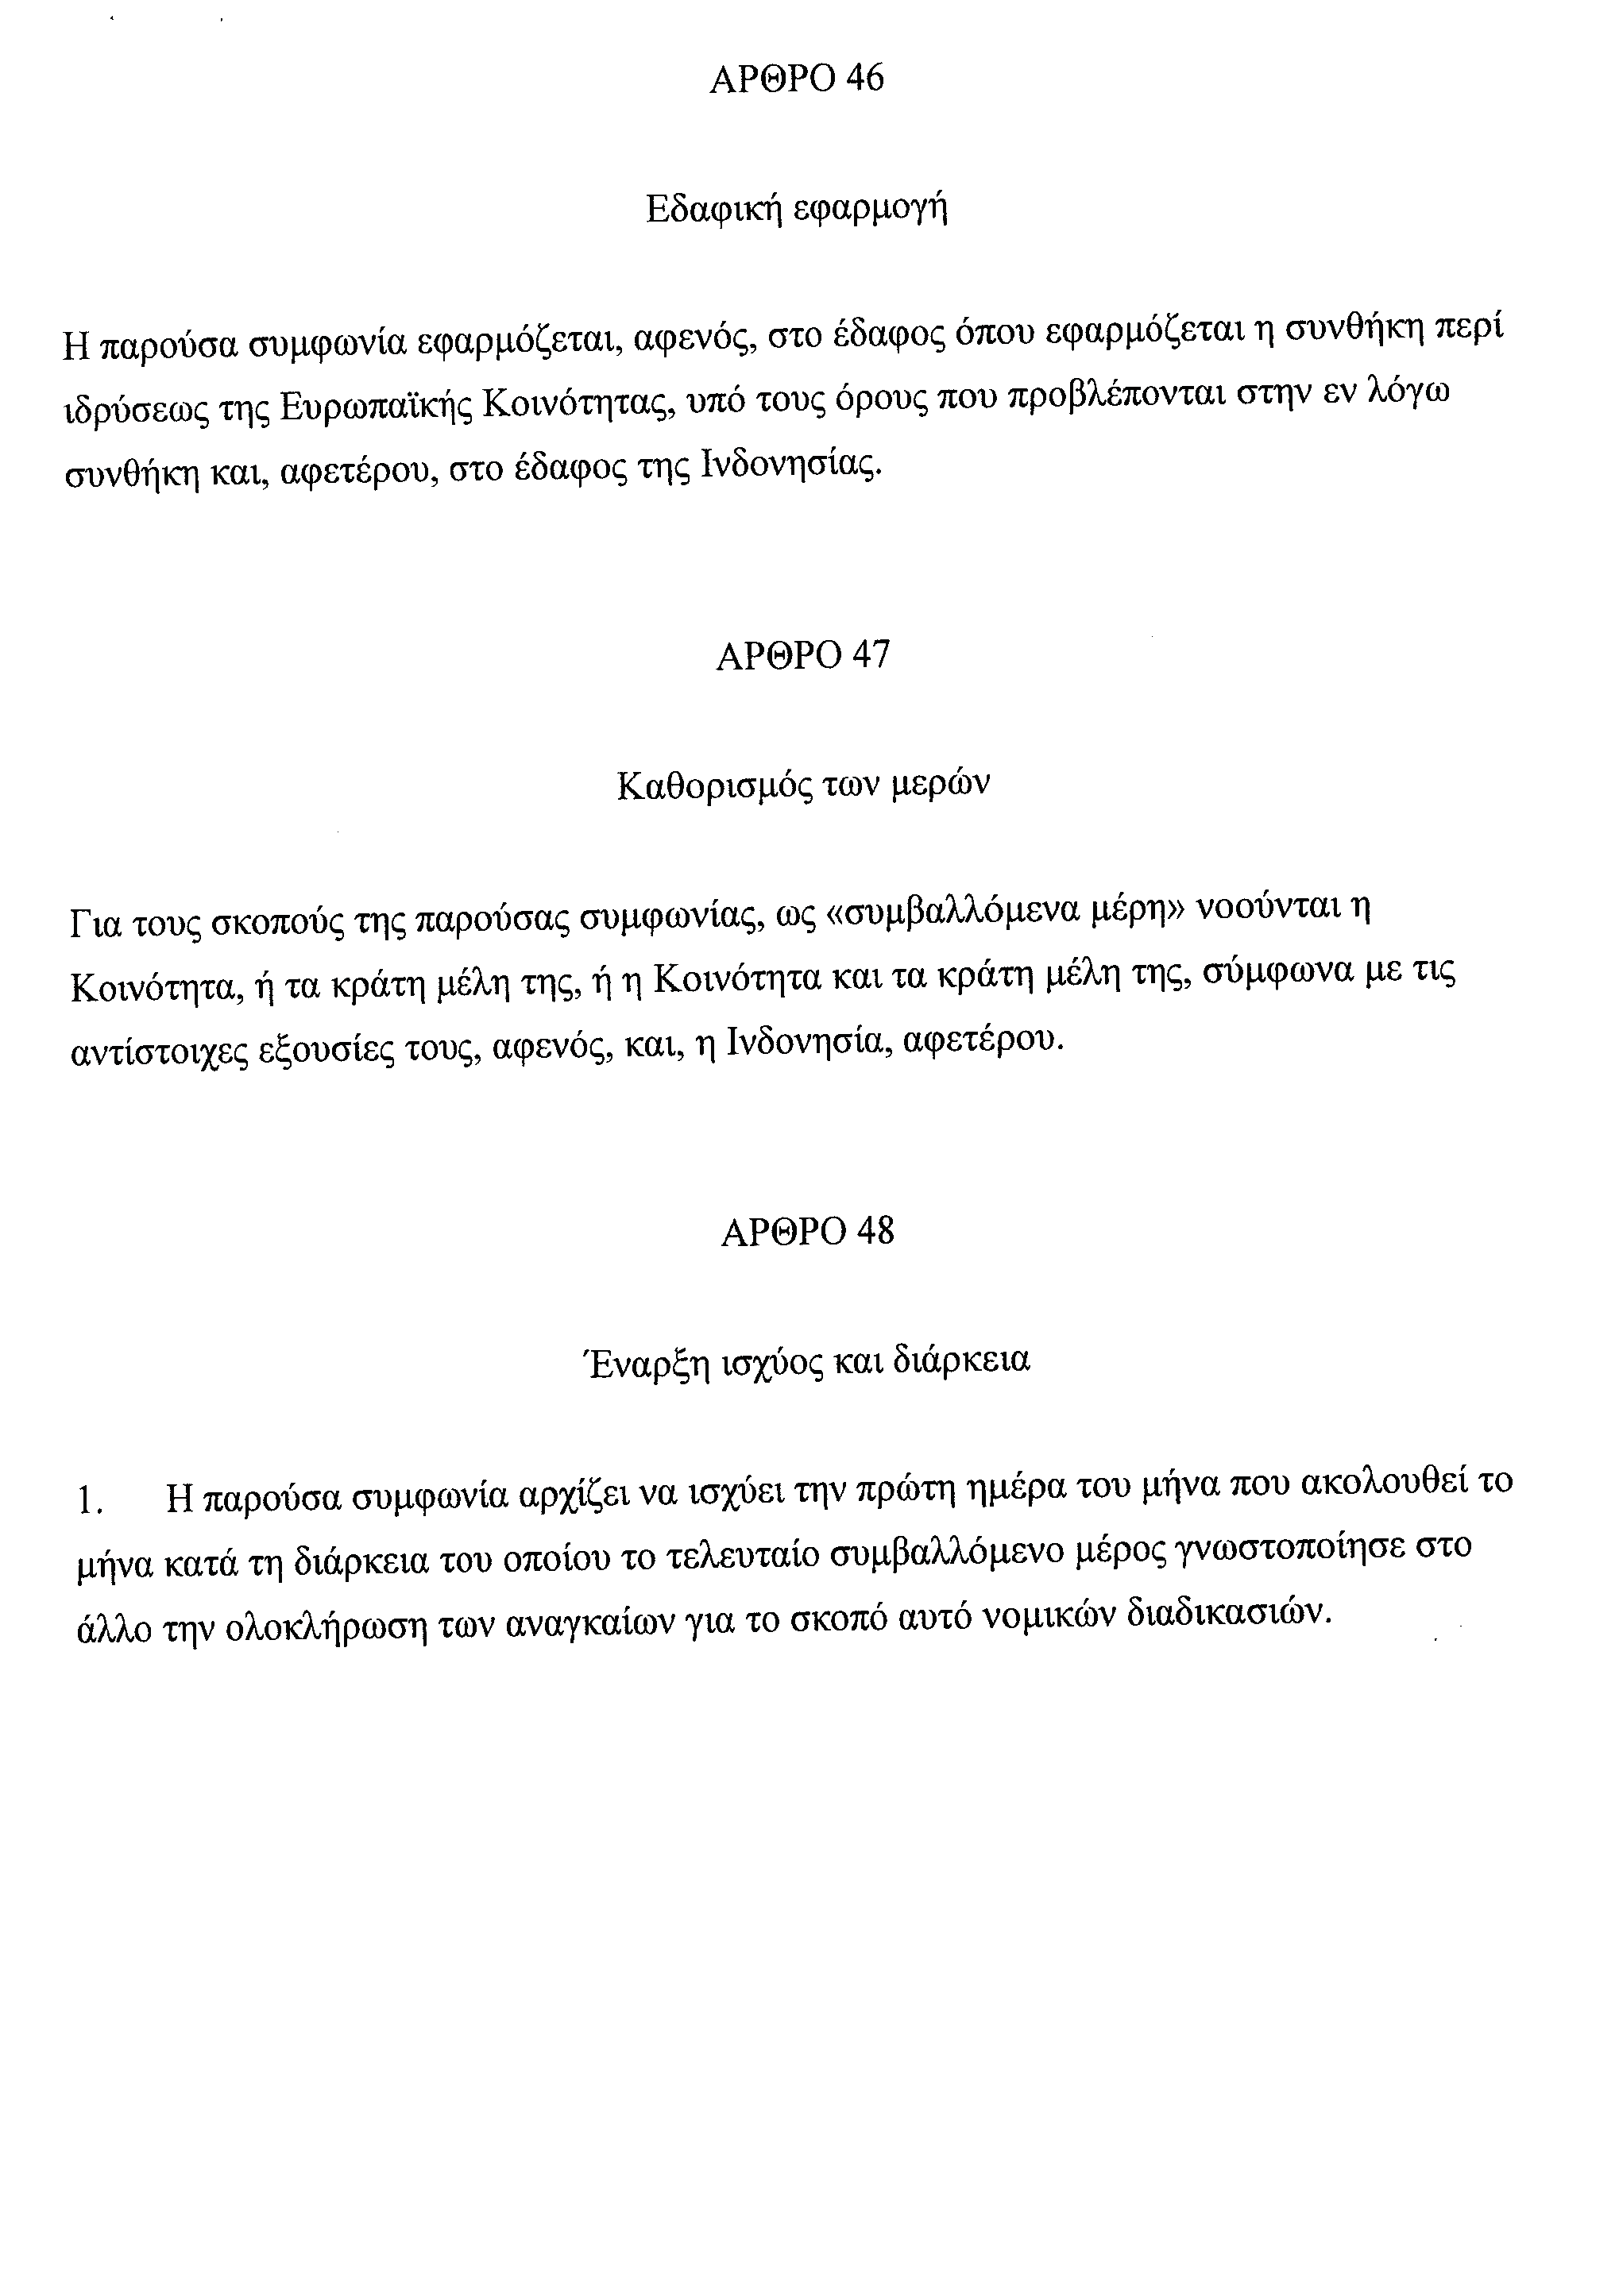 ΑΡΘΡΟ 46
Εδαφική εφαρμογή
Η παρούσα συμφωνία εφαρμόζεται, αφενός, στο έδαφος όπου εφαρμόζεται η συνθήκη περί
ιδρύσεως της Ευρωπαϊκής Κοινότητας, υπό τους όρους που προβλέπονται στην εν λόγω
συνθήκη και, αφετέρου, στο έδαφος της Ινδονησίας.
ΑΡΘΡΟ 47
Καθορισμός των μερών
Για τους σκοπούς της παρούσας συμφωνίας, ως «συμβαλλόμενα μέρη» νοούνται η
Κοινότητα, ή τα κράτη μέλη της, ή η Κοινότητα και τα κράτη μέλη της, σύμφωνα με τις
αντίστοιχες εξουσίες τους, αφενός, και, η Ινδονησία, αφετέρου.
ΑΡΘΡΟ 48
Έναρξη ισχύος και διάρκεια
1. Η παρούσα συμφωνία αρχίζει να ισχύει την πρώτη ημέρα του μήνα που ακολουθεί το
μήνα κατά τη διάρκεια του οποίου το τελευταίο συμβαλλόμενο μέρος γνωστοποίησε στο
άλλο την ολοκλήρωση των αναγκαίων για το σκοπό αυτό νομικών διαδικασιών.